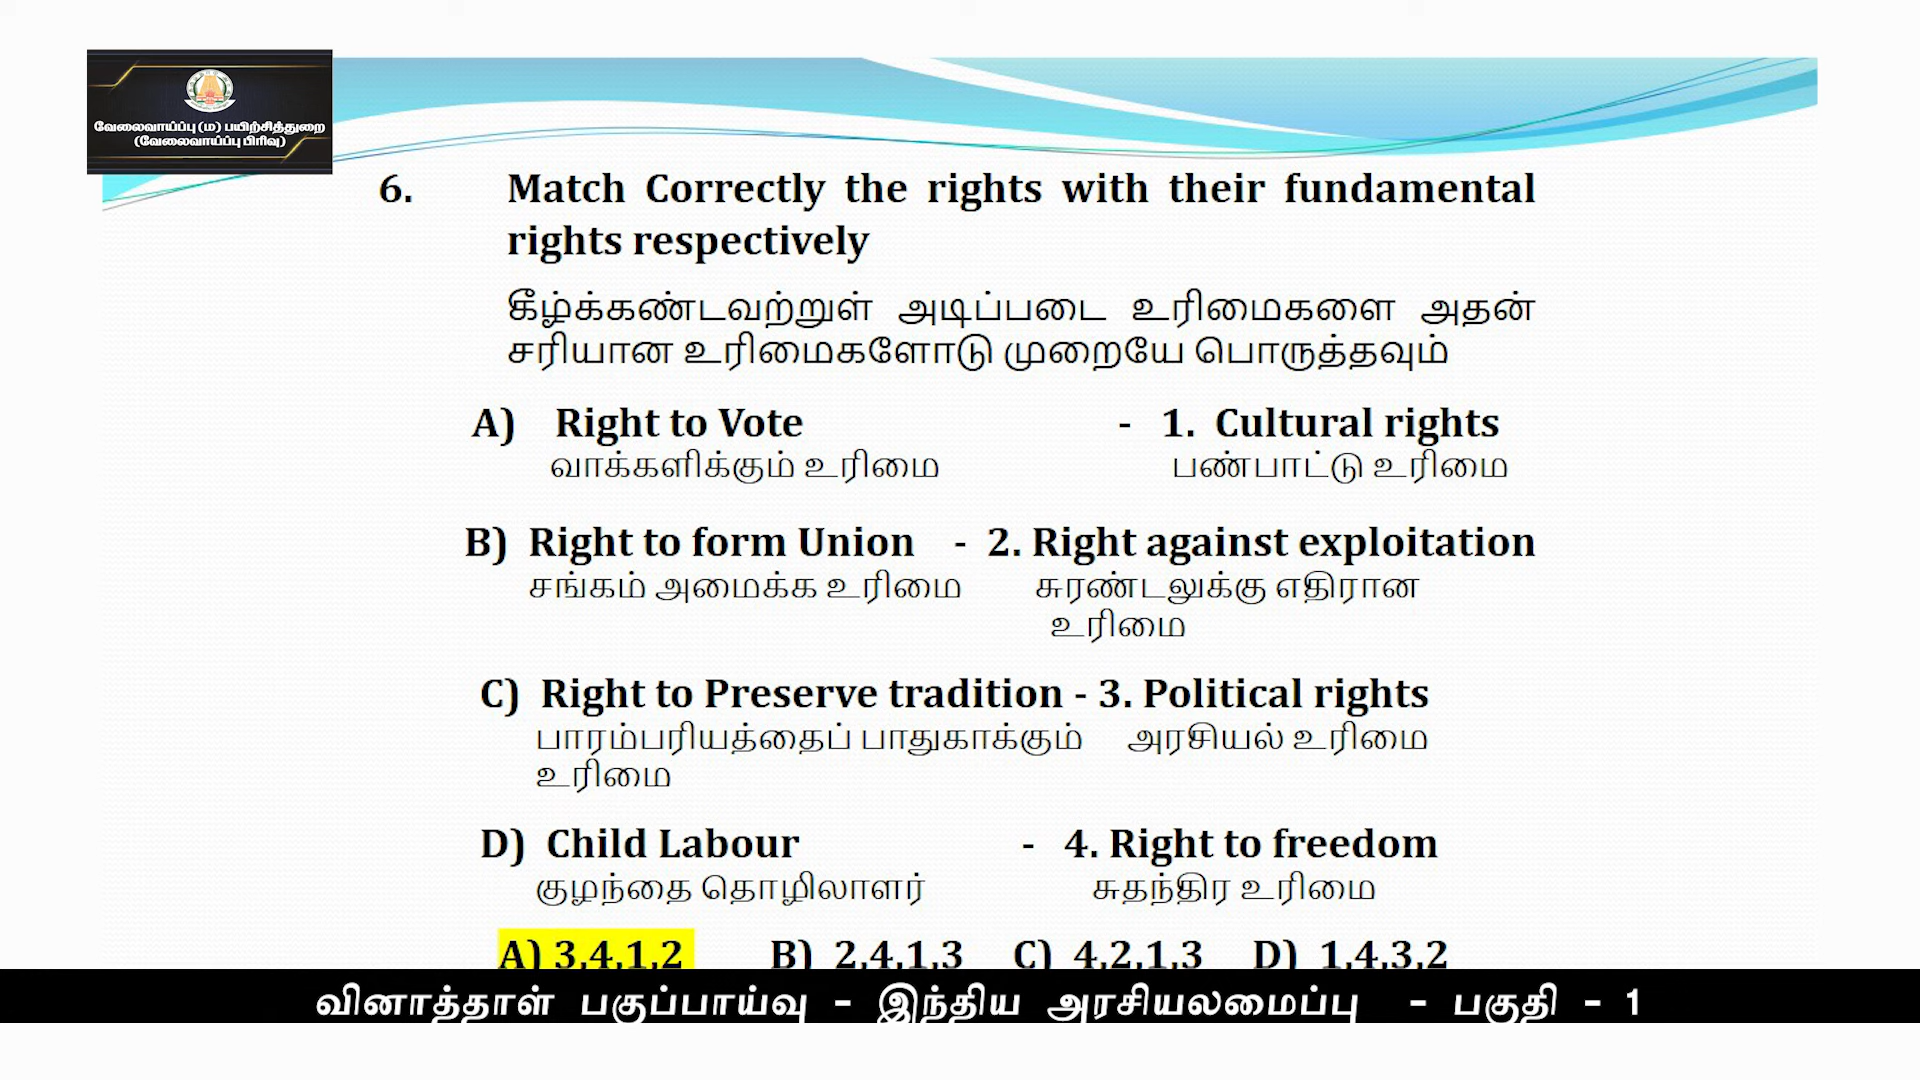 வேலைவாய்ப்பு (ம) பயிற்சித்துறை
(வேலைவாய்ப்பு பிரிவு)
6. Match Correctly the rights with their fundamental
rights respectively
கீழ்க்கண்டவற்றுள் அடிப்படை உரிமைகளை அதன்
சரியான உரிமைகளோடு முறையே பொருத்தவும்
A) Right to Vote - 1. Cultural rights
வாக்களிக்கும் உரிமை பண்பாட்டு உரிமை
B) Right to form Union - 2. Right against exploitation
சங்கம் அமைக்க உரிமை சுரண்டலுக்கு எதிரான
உரிமை
C) Right to Preserve tradition - 3. Political rights
பாரம்பரியத்தைப் பாதுகாக்கும் அரசியல் உரிமை
உரிமை
D) Child Labour - 4. Right to freedom
குழந்தை தொழிலாளர் சுதந்திர உரிமை
A) 3,4,1,2 B) 2,4,1,3 C) 4,2,1,3 D) 1,4,3,2
வினாத்தாள் பகுப்பாய்வு - இந்திய அரசியலமைப்பு - பகுதி - 1